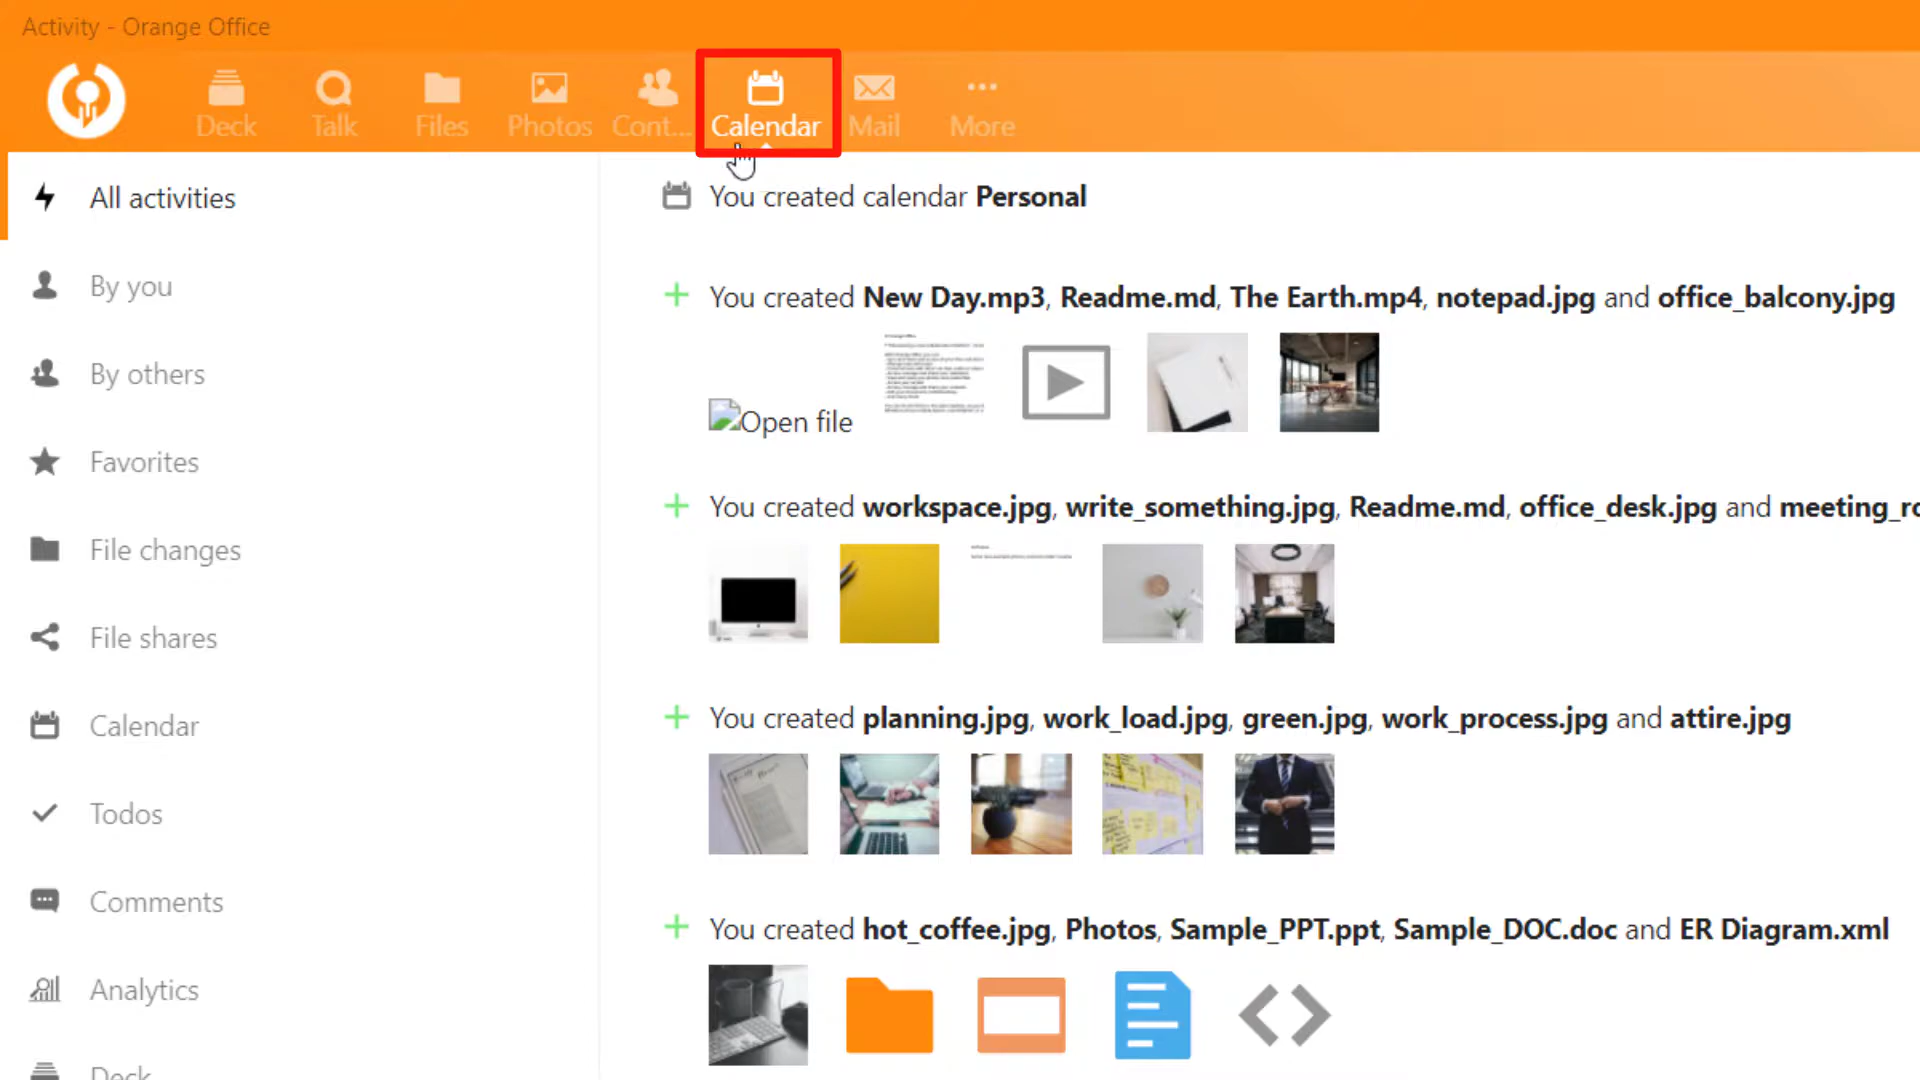 Activity - Orange Office
Deck Talk Files Photos Cont... Calendar Mail More
All activities
By you
By others
Favorites
File changes
File shares
Calendar
Todos
Comments
Analytics
Deck
You created calendar Personal
You created New Day.mp3, Readme.md, The Earth.mp4, notepad.jpg and office_balcony.jpg
Open file
You created workspace.jpg, write_something.jpg, Readme.md, office_desk.jpg and meeting_ro
You created planning.jpg, work_load.jpg, green.jpg, work_process.jpg and attire.jpg
You created hot_coffee.jpg, Photos, Sample_PPT.ppt, Sample_DOC.doc and ER Diagram.xml